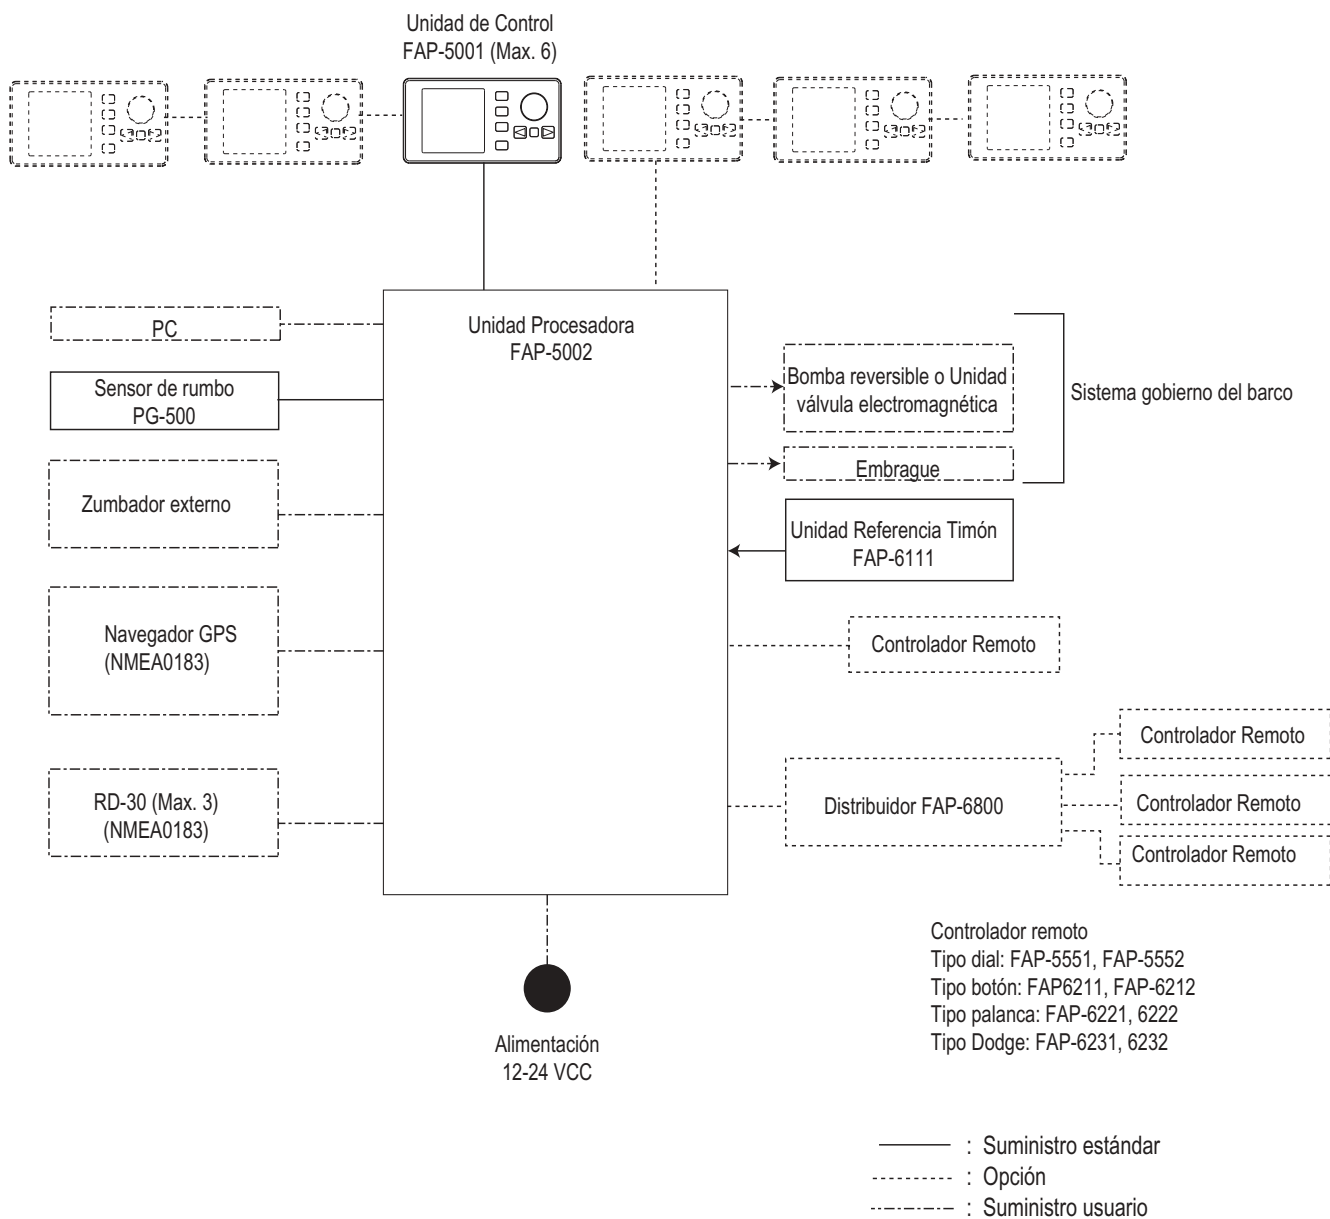 Unidad de Control
FAP-5001 (Max. 6)
Unidad Procesadora
FAP-5002
PC
Sensor de rumbo
PG-500
Zumbador externo
Navegador GPS
(NMEA0183)
RD-30 (Max. 3)
(NMEA0183)
Bomba reversible o Unidad
válvula electromagnética
Sistema gobierno del barco
Embrague
Unidad Referencia Timón
FAP-6111
Controlador Remoto
Distribuidor FAP-6800
Controlador Remoto
Controlador Remoto
Controlador Remoto
Alimentación
12-24 VCC
Controlador remoto
Tipo dial: FAP-5551, FAP-5552
Tipo botón: FAP6211, FAP-6212
Tipo palanca: FAP-6221, 6222
Tipo Dodge: FAP-6231, 6232
: Suministro estándar
: Opción
: Suministro usuario